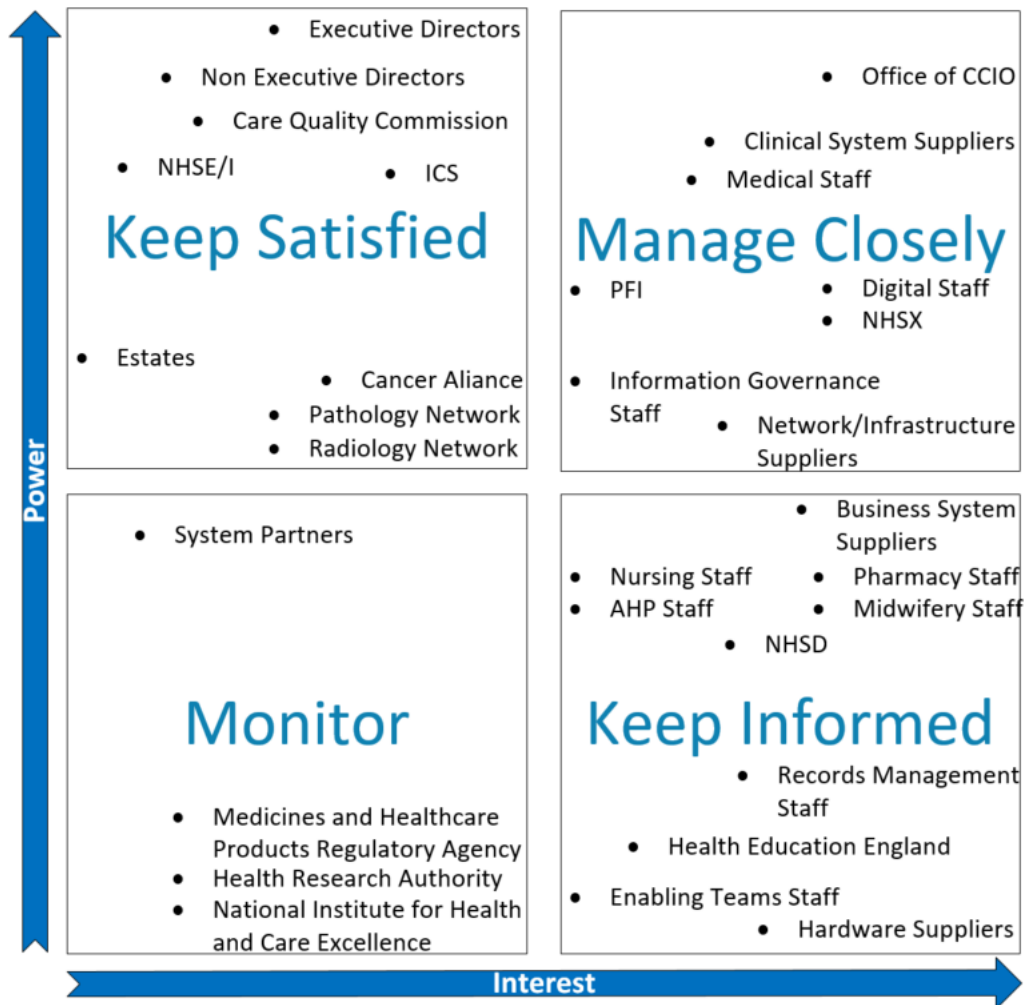 Power
• Executive Directors
• Non Executive Directors
• Care Quality Commission
• NHSE/I
• ICS
Keep Satisfied
• Estates
• Cancer Aliance
• Pathology Network
• Radiology Network
• Office of CCIO
• Clinical System Suppliers
• Medical Staff
Manage Closely
• PFI
• Digital Staff
• NHSX
• Information Governance
Staff
• Network/Infrastructure
Suppliers
• System Partners
Monitor
• Medicines and Healthcare
Products Regulatory Agency
• Health Research Authority
• National Institute for Health
and Care Excellence
• Business System
Suppliers
• Nursing Staff
• Pharmacy Staff
• AHP Staff
• Midwifery Staff
• NHSD
Keep Informed
• Records Management
Staff
• Health Education England
• Enabling Teams Staff
• Hardware Suppliers
Interest